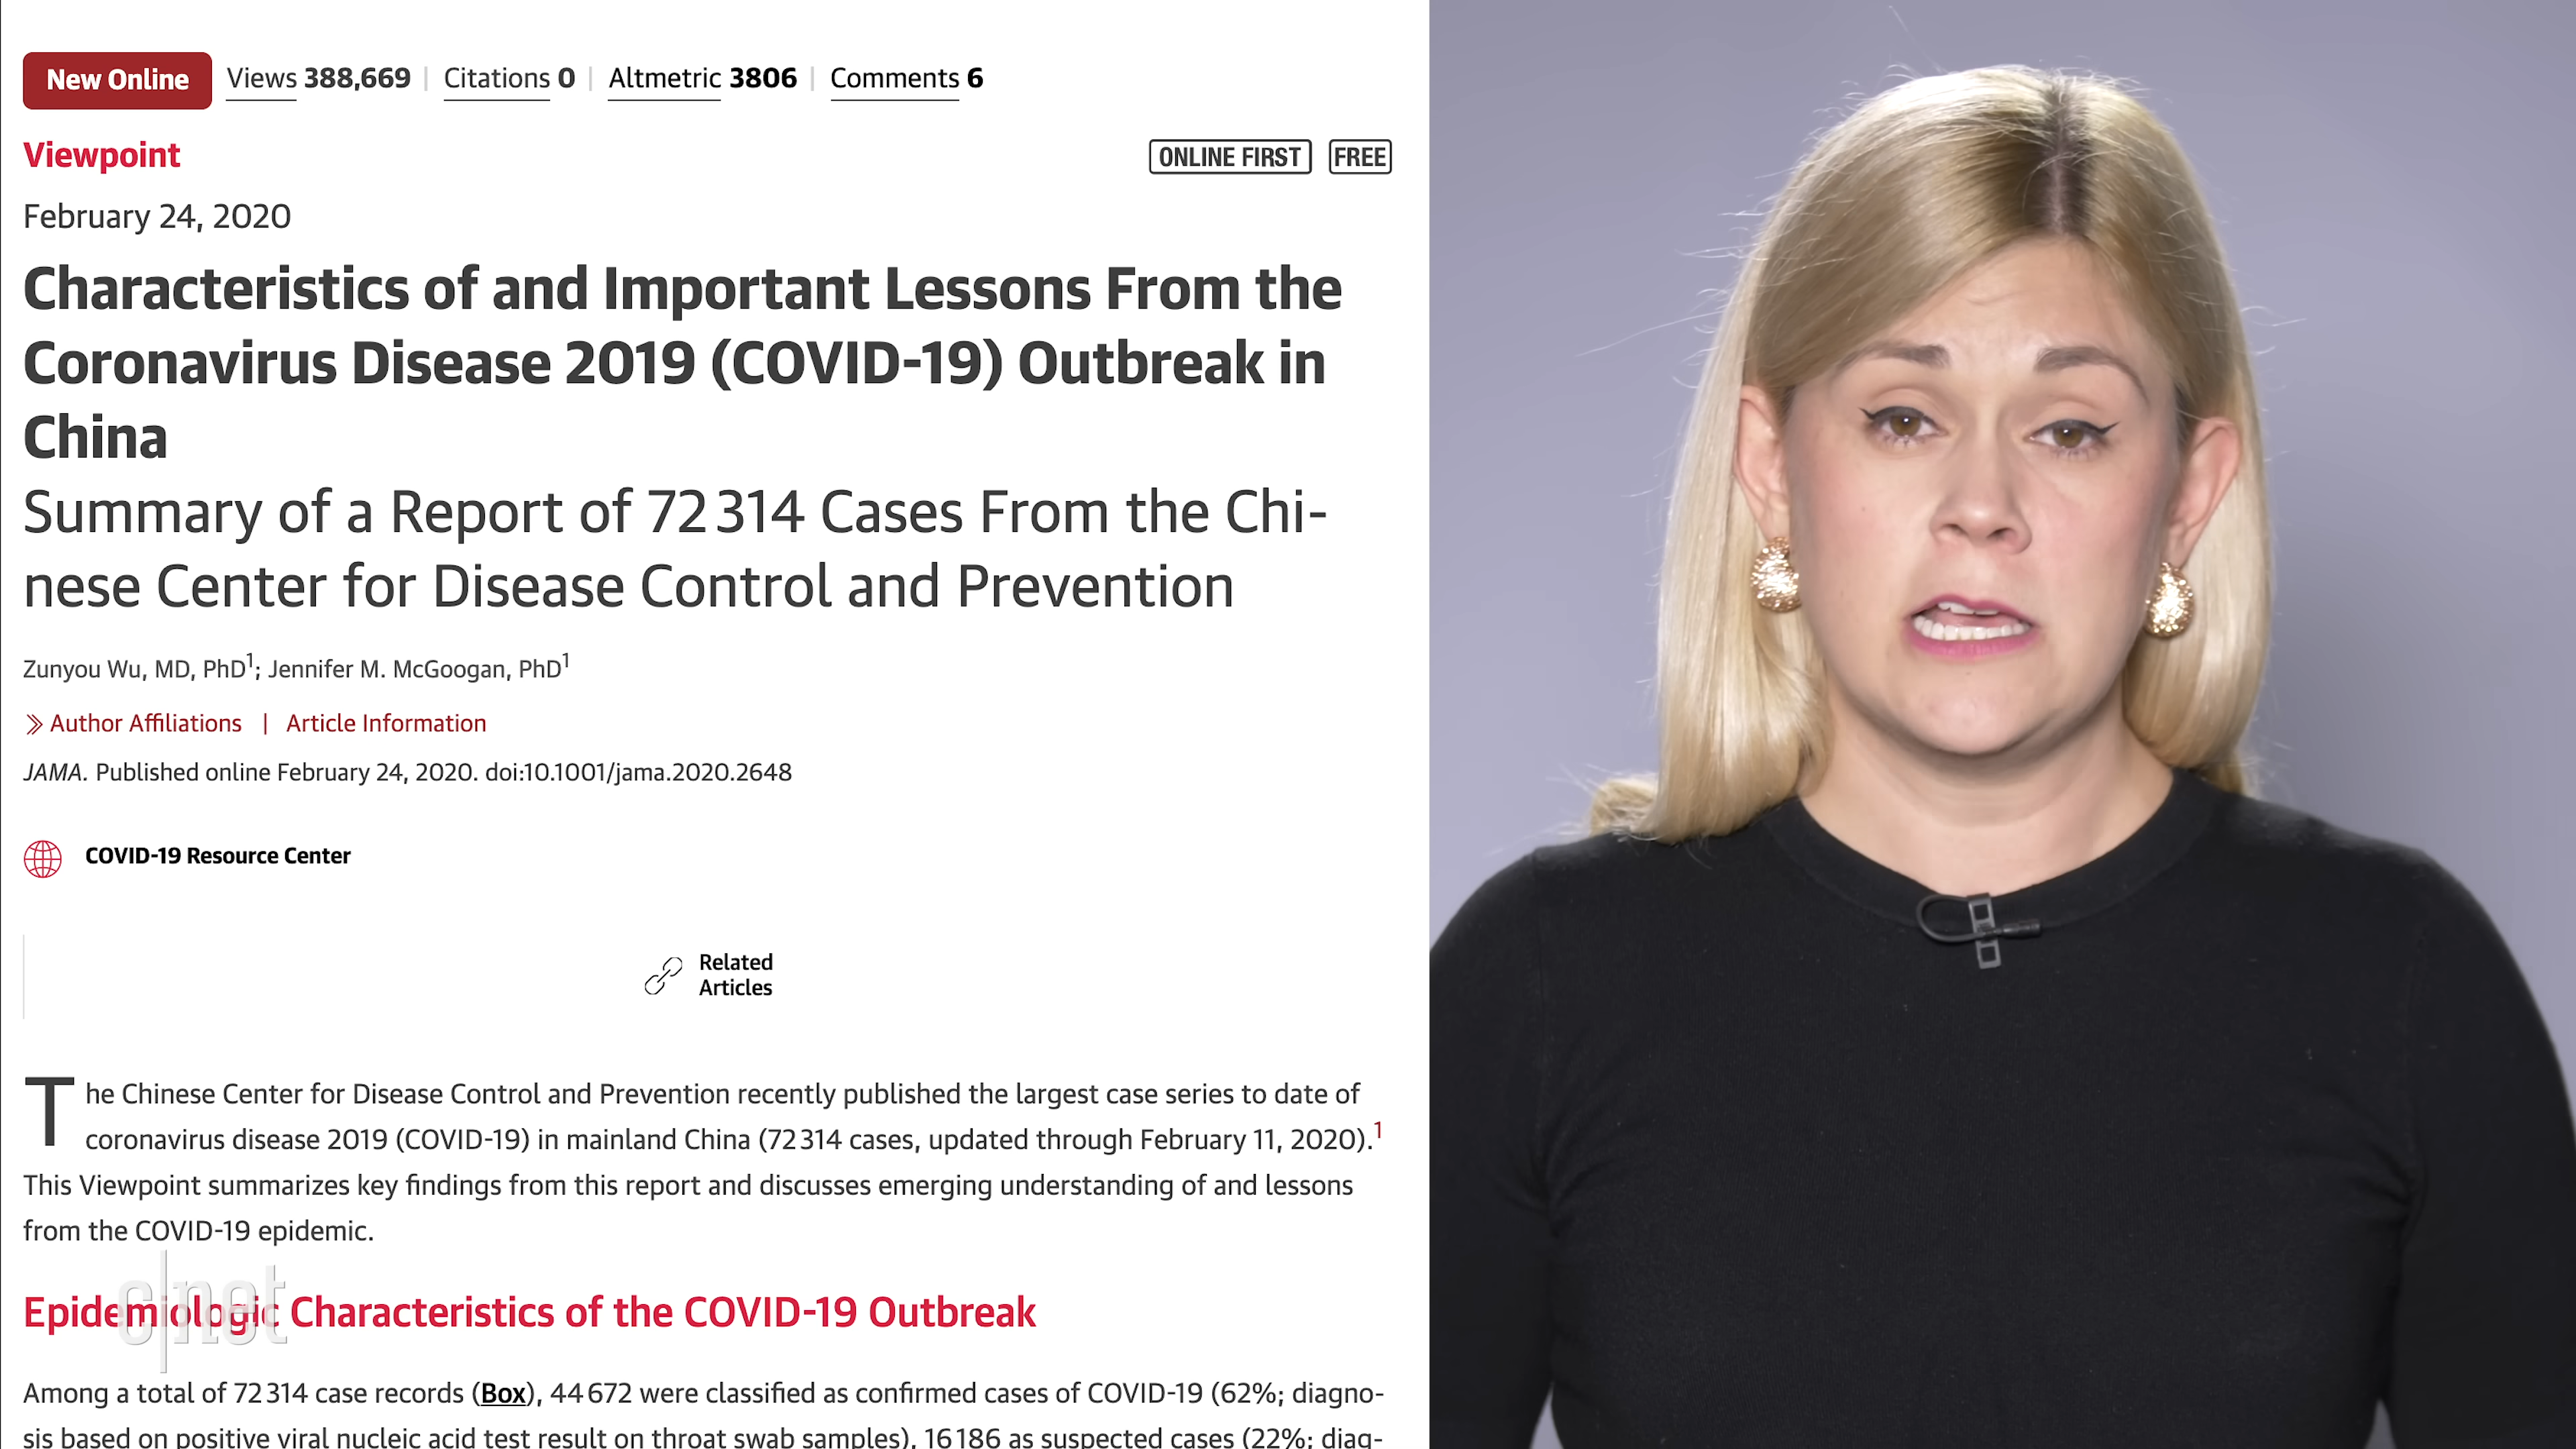 New Online Views 388,669 | Citations 0 | Altmetric 3806 | Comments 6
Viewpoint
ONLINE FIRST FREE
February 24, 2020
Characteristics of and Important Lessons From the
Coronavirus Disease 2019 (COVID-19) Outbreak in
China
Summary of a Report of 72 314 Cases From the Chi-
nese Center for Disease Control and Prevention
Zunyou Wu, MD, PhD1; Jennifer M. McGoogan, PhD1
Author Affiliations | Article Information
JAMA. Published online February 24, 2020. doi:10.1001/jama.2020.2648
COVID-19 Resource Center
Related
Articles
The Chinese Center for Disease Control and Prevention recently published the largest case series to date of
coronavirus disease 2019 (COVID-19) in mainland China (72 314 cases, updated through February 11, 2020).1
This Viewpoint summarizes key findings from this report and discusses emerging understanding of and lessons
from the COVID-19 epidemic.
c|net
Epidemiologic Characteristics of the COVID-19 Outbreak
Among a total of 72 314 case records (Box), 44 672 were classified as confirmed cases of COVID-19 (62%; diagno-
sis based on positive viral nucleic acid test result on throat swab samples), 16 186 as suspected cases (22%; diag-